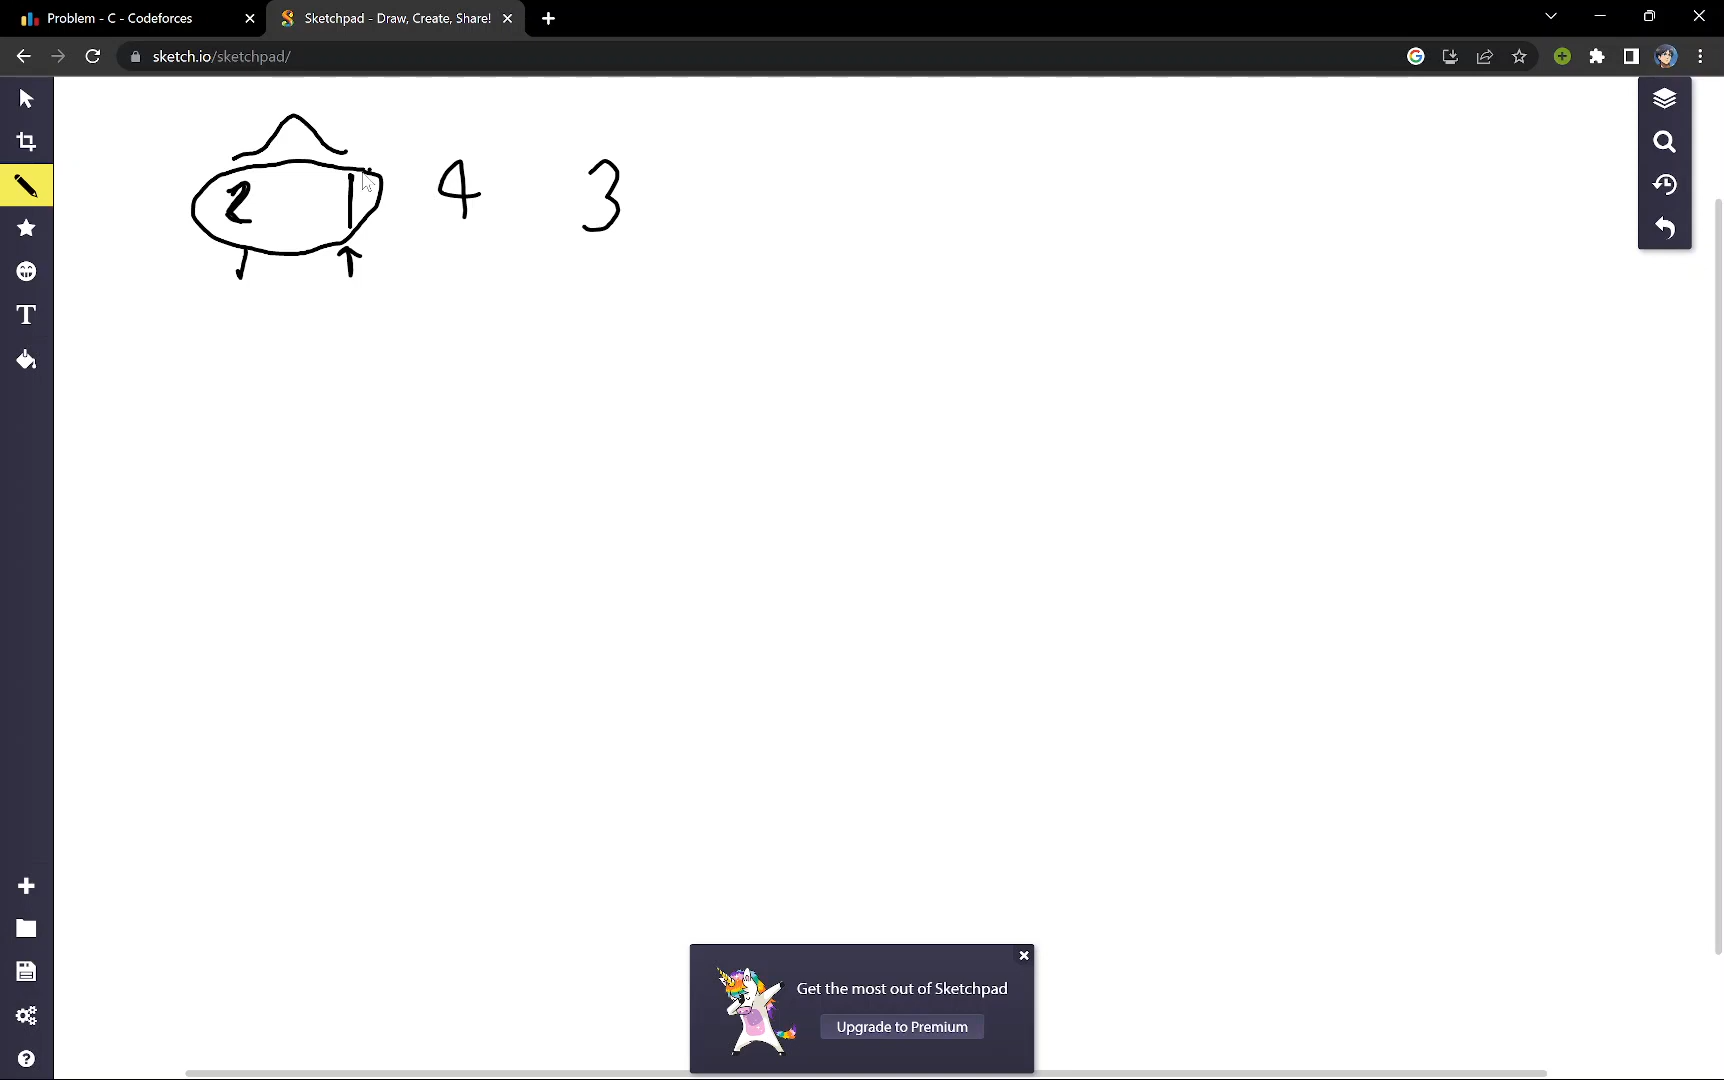 Problem - C - Codeforces
Sketchpad - Draw, Create, Share!
sketch.io/sketchpad/
2 1 4 3
T
Get the most out of Sketchpad
Upgrade to Premium